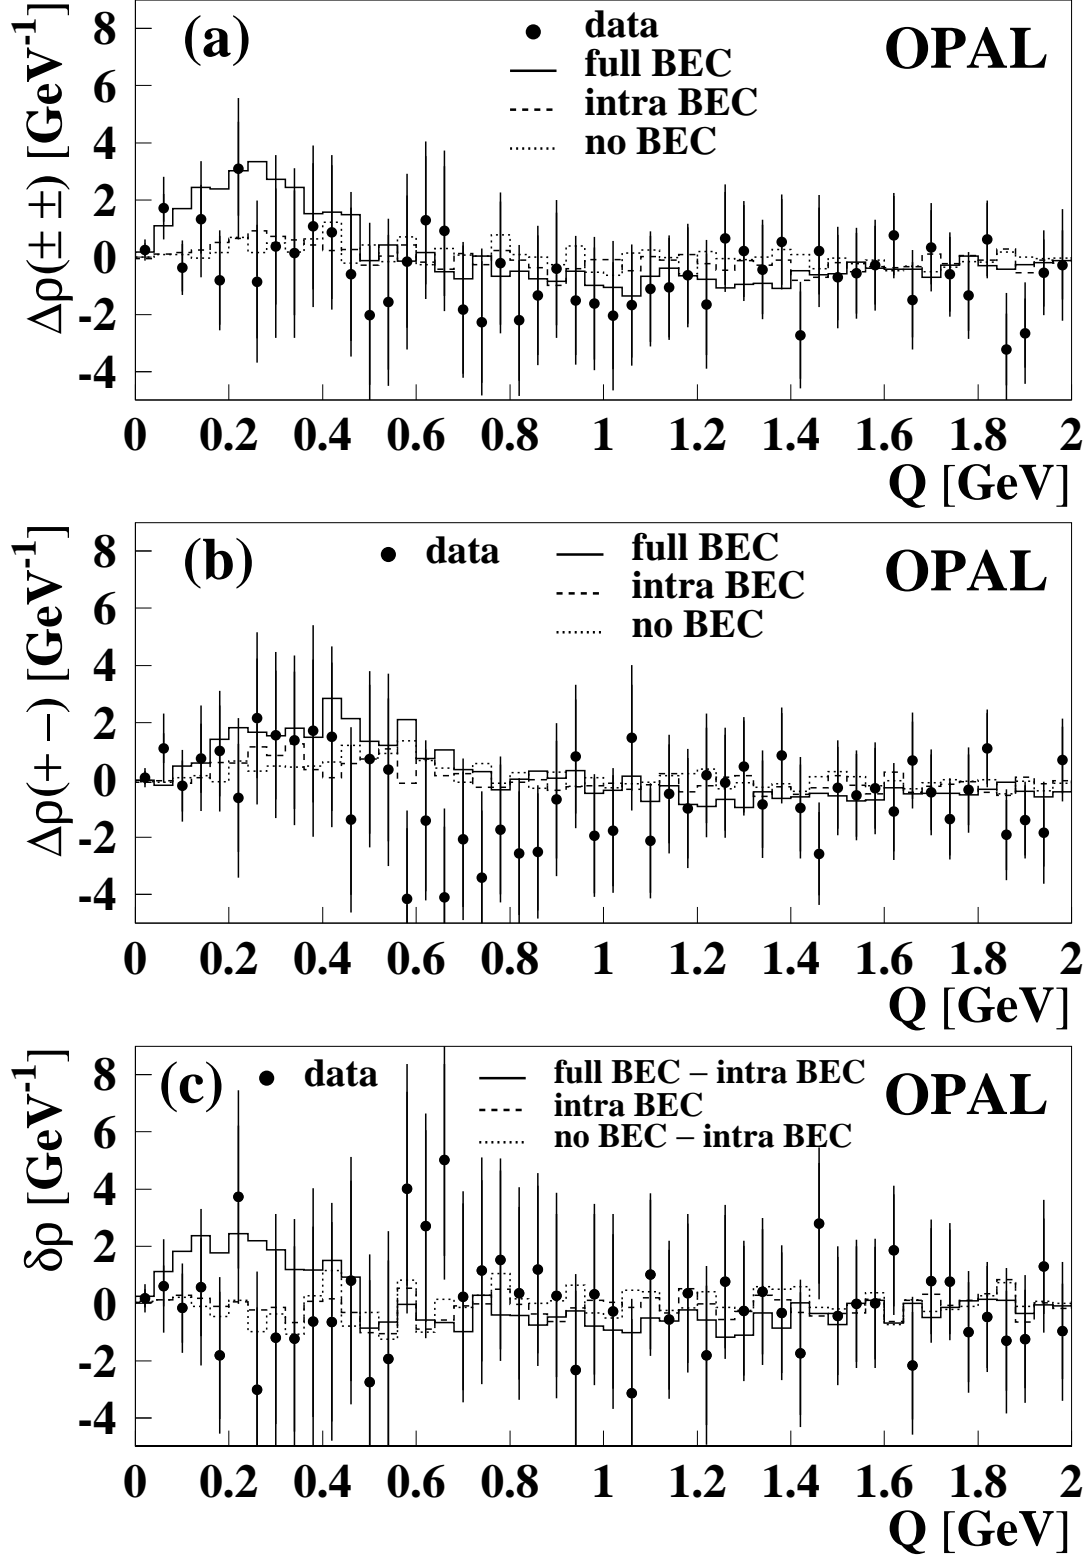 (a)
data
full BEC
intra BEC
no BEC
OPAL
Δρ(± ±) [GeV-1]
8
6
4
2
0
-2
-4
0 0.2 0.4 0.6 0.8 1 1.2 1.4 1.6 1.8 2
Q [GeV]
(b)
data
full BEC
intra BEC
no BEC
OPAL
Δρ(+ −) [GeV-1]
8
6
4
2
0
-2
-4
0 0.2 0.4 0.6 0.8 1 1.2 1.4 1.6 1.8 2
Q [GeV]
(c)
data
full BEC − intra BEC
intra BEC
no BEC − intra BEC
OPAL
δρ [GeV-1]
8
6
4
2
0
-2
-4
0 0.2 0.4 0.6 0.8 1 1.2 1.4 1.6 1.8 2
Q [GeV]